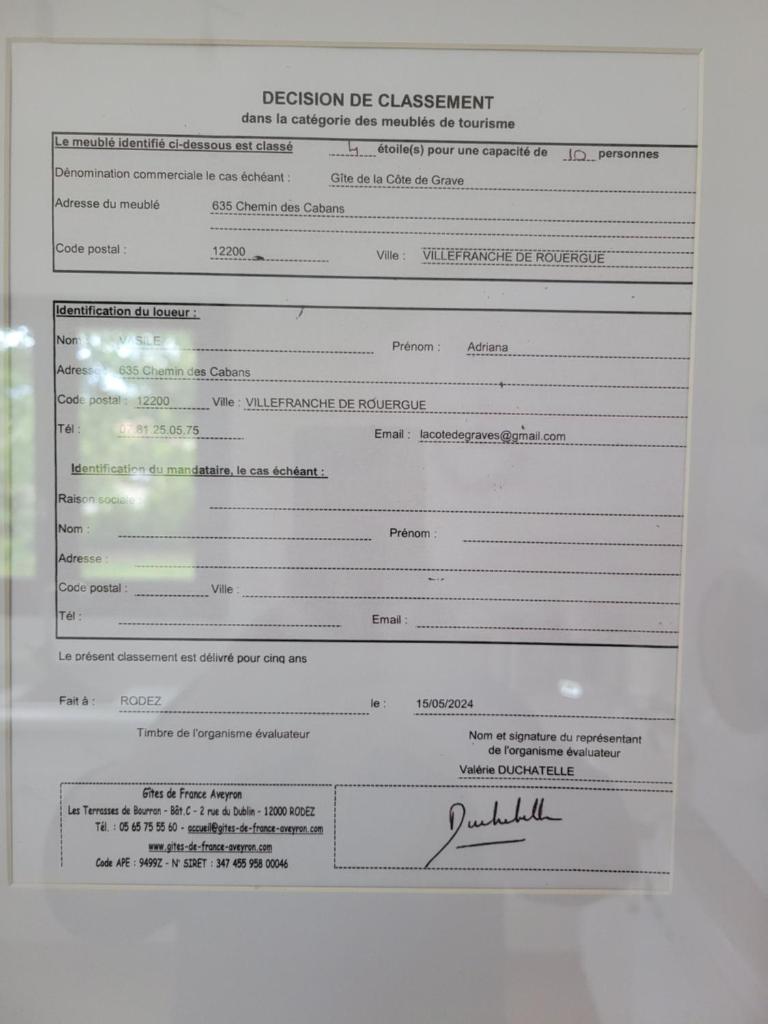 DECISION DE CLASSEMENT
dans la catégorie des meublés de tourisme
Le meublé identifié ci-dessous est classé 4 étoile(s) pour une capacité de 10 personnes
Dénomination commerciale le cas échéant : Gîte de la Côte de Grave
Adresse du meublé 635 Chemin des Cabans
Code postal : 12200 Ville : VILLEFRANCHE DE ROUERGUE
Identification du loueur :
Nom : VASILE Prénom : Adriana
Adresse : 635 Chemin des Cabans
Code postal : 12200 Ville : VILLEFRANCHE DE ROUERGUE
Tél : 07.81.25.05.75 Email : lacotedegraves@gmail.com
Identification du mandataire, le cas échéant :
Raison sociale :
Nom : Prénom :
Adresse :
Code postal : Ville :
Tél : Email :
Le présent classement est délivré pour cinq ans
Fait à : RODEZ le : 15/05/2024
Timbre de l'organisme évaluateur
Nom et signature du représentant
de l'organisme évaluateur
Valérie DUCHATELLE
Gîtes de France Aveyron
Les Terrasses de Bourran - Bât.C - 2 rue du Dublin - 12000 RODEZ
Tél. : 05 65 75 55 60 - accueil@gites-de-france-aveyron.com
www.gites-de-france-aveyron.com
Code APE : 9499Z - N° SIRET : 347 455 958 00046
Duchatelle